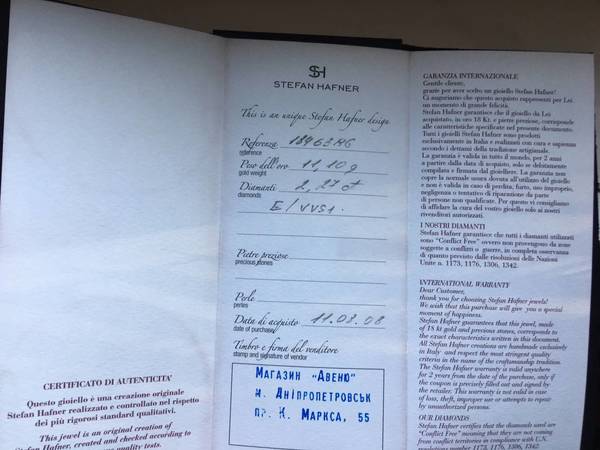 SH
STEFAN HAFNER
This is an unique Stefan Hafner design
Referenza
reference
Peso dell'oro 11,10g
gold weight
Diamanti 2,27 ct
diamonds
E/VVS1.
Pietre preziose
precious stones
Perle
perles
Data di acquisto 11.03.08
date of purchase
Timbro e firma del venditore
stamp and signature of vendor
Магазин "Авеню"
м. Дніпропетровськ
пр. К. Маркса, 55
CERTIFICATO DI AUTENTICITA'
Questo gioiello è una creazione originale
Stefan Hafner realizzato e controllato nel rispetto
dei più rigorosi standard qualitativi.
This jewel is an original creation of
Stefan Hafner, created and checked according to
quality tests.
GARANZIA INTERNAZIONALE
Gentile cliente,
grazie per aver scelto un gioiello Stefan Hafner!
Ci auguriamo che questo acquisto rappresenti per Lei
un momento di grande felicità.
Stefan Hafner garantisce che il gioiello da Lei
acquistato, in oro 18 Kt. e pietre preziose, corrisponde
alle caratteristiche specificate nel presente documento.
Tutti i gioielli Stefan Hafner sono prodotti
esclusivamente in Italia e realizzati con cura e sapienza
secondo i dettami della tradizione artigianale.
La garanzia è valida in tutto il mondo, per 2 anni
a partire dalla data di acquisto, solo se debitamente
compilata e firmata dal gioielliere. La garanzia non
copre la normale usura dovuta all'utilizzo del gioiello
e non è valida in caso di perdita, furto, uso improprio,
negligenza o tentativo di riparazione da parte
di persone non qualificate. Per questo vi consigliamo
di affidare la cura del vostro gioiello solo ai nostri
rivenditori autorizzati.
I NOSTRI DIAMANTI
Stefan Hafner garantisce che tutti i diamanti utilizzati
sono "Conflict Free" ovvero non provengono da zone
soggette a conflitti o guerre, in completa osservanza
di quanto previsto dalle risoluzioni delle Nazioni
Unite n. 1173, 1176, 1306, 1342.
INTERNATIONAL WARRANTY
Dear Customer,
thank you for choosing Stefan Hafner jewels!
We wish that this purchase will give you a special
moment of happiness.
Stefan Hafner guarantees that this jewel, made
of 18 kt gold and precious stones, corresponds to
the exact characteristics written in this document.
All Stefan Hafner creations are handmade exclusively
in Italy and respect the most stringent quality
criteria in the name of the craftsmanship tradition.
The Stefan Hafner warranty is valid anywhere
for 2 years from the date of the purchase, only if
the coupon is precisely filled out and signed by
the retailer. This warranty is not valid in case
of loss, theft, improper use or attempts to repair
by unauthorized persons.
OUR DIAMONDS
Stefan Hafner certifies that the diamonds used are
"Conflict Free" meaning that they are not coming
from conflict territories in compliance with U.N.
1173, 1176, 1306, 1342.